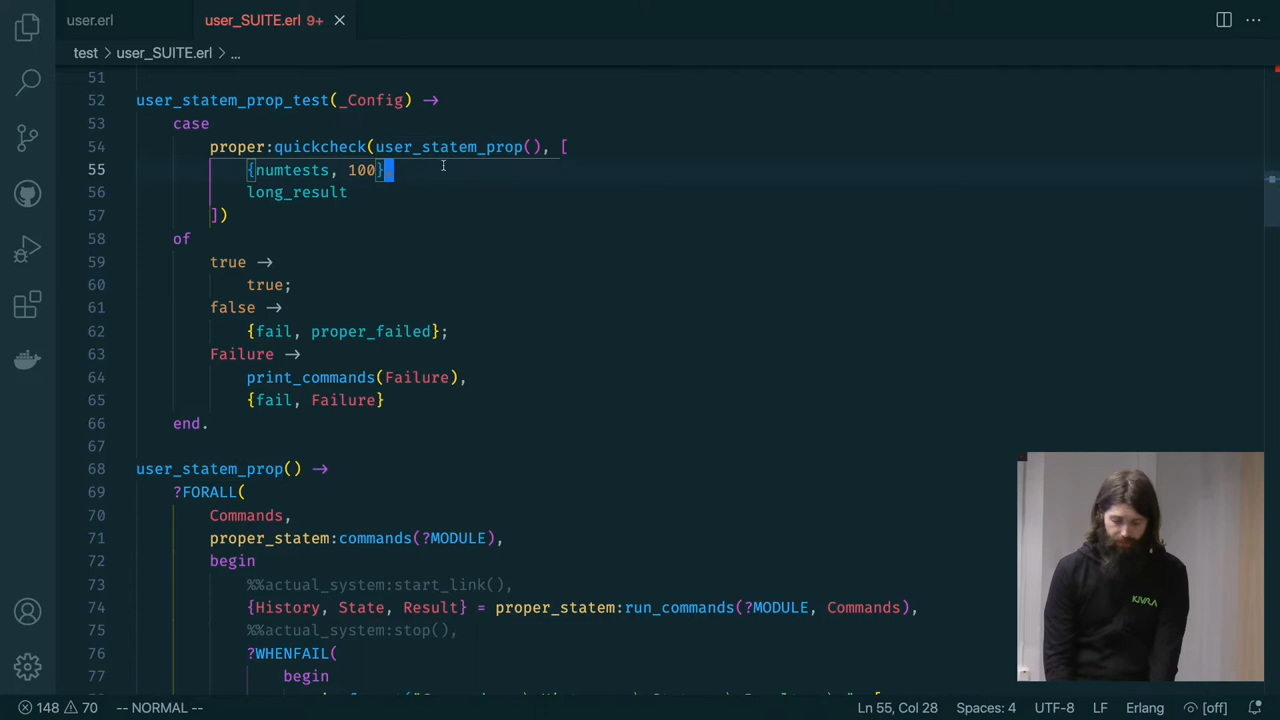 user.erl
user_SUITE.erl 9+
test > user_SUITE.erl > ...
51
52 user_statem_prop_test(_Config) ->
53 case
54 proper:quickcheck(user_statem_prop(), [
55 {numtests, 100},
56 long_result
57 ])
58 of
59 true ->
60 true;
61 false ->
62 {fail, proper_failed};
63 Failure ->
64 print_commands(Failure),
65 {fail, Failure}
66 end.
67
68 user_statem_prop() ->
69 ?FORALL(
70 Commands,
71 proper_statem:commands(?MODULE),
72 begin
73 %%actual_system:start_link(),
74 {History, State, Result} = proper_statem:run_commands(?MODULE, Commands),
75 %%actual_system:stop(),
76 ?WHENFAIL(
77 begin
KIVRA
148 70 -- NORMAL -- Ln 55, Col 28 Spaces: 4 UTF-8 LF Erlang [off]